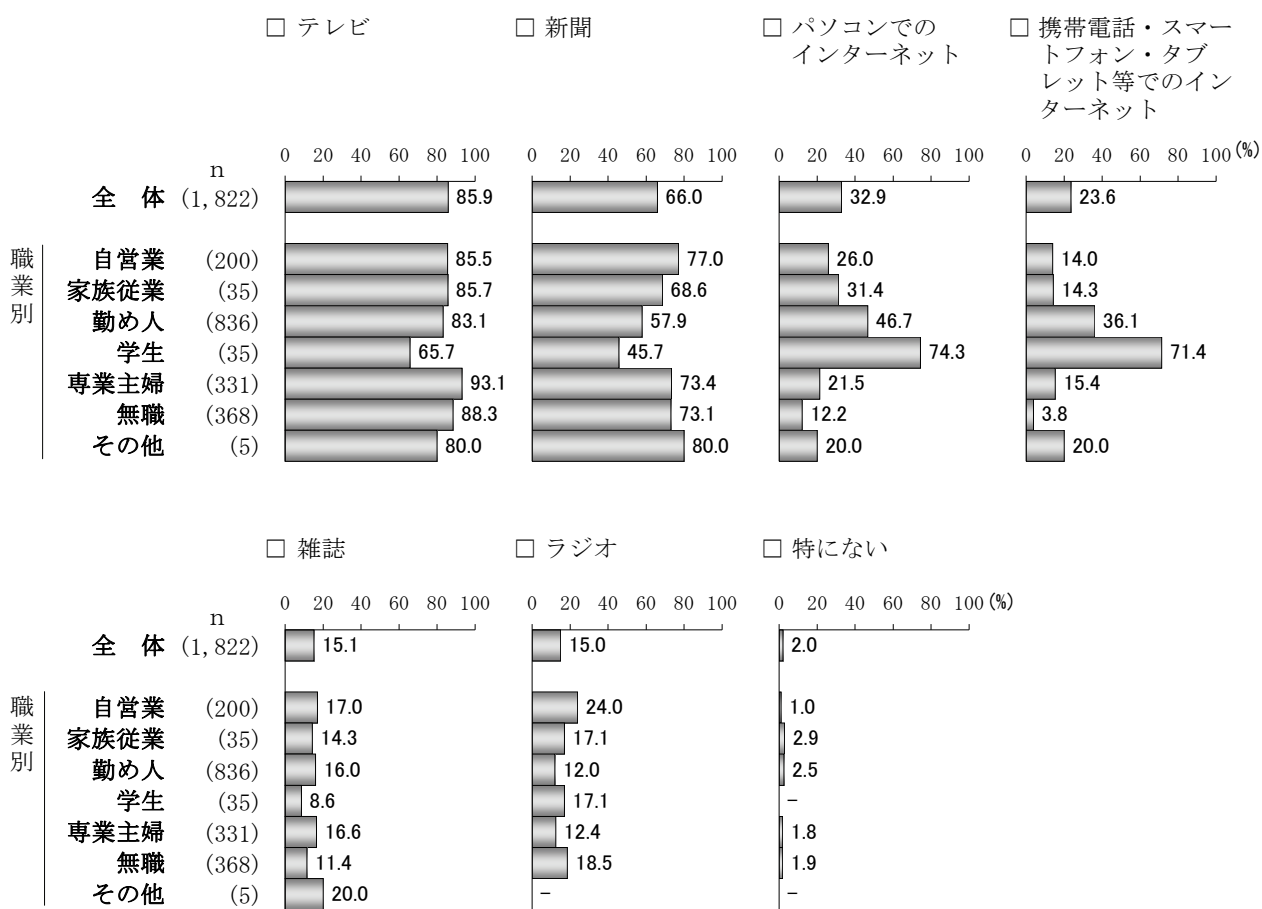 □ テレビ □ 新聞 □ パソコンでの □ 携帯電話・スマー
インターネット トフォン・タブ
レット等でのイン
ターネット
0 20 40 60 80 100 0 20 40 60 80 100 0 20 40 60 80 100 0 20 40 60 80 100(%)
n
全 体 (1,822) 85.9 66.0 32.9 23.6
職業別
自営業 (200) 85.5 77.0 26.0 14.0
家族従業 (35) 85.7 68.6 31.4 14.3
勤め人 (836) 83.1 57.9 46.7 36.1
学生 (35) 65.7 45.7 74.3 71.4
専業主婦 (331) 93.1 73.4 21.5 15.4
無職 (368) 88.3 73.1 12.2 3.8
その他 (5) 80.0 80.0 20.0 20.0
□ 雑誌 □ ラジオ □ 特にない
0 20 40 60 80 100 0 20 40 60 80 100 0 20 40 60 80 100(%)
n
全 体 (1,822) 15.1 15.0 2.0
職業別
自営業 (200) 17.0 24.0 1.0
家族従業 (35) 14.3 17.1 2.9
勤め人 (836) 16.0 12.0 2.5
学生 (35) 8.6 17.1 -
専業主婦 (331) 16.6 12.4 1.8
無職 (368) 11.4 18.5 1.9
その他 (5) 20.0 - -